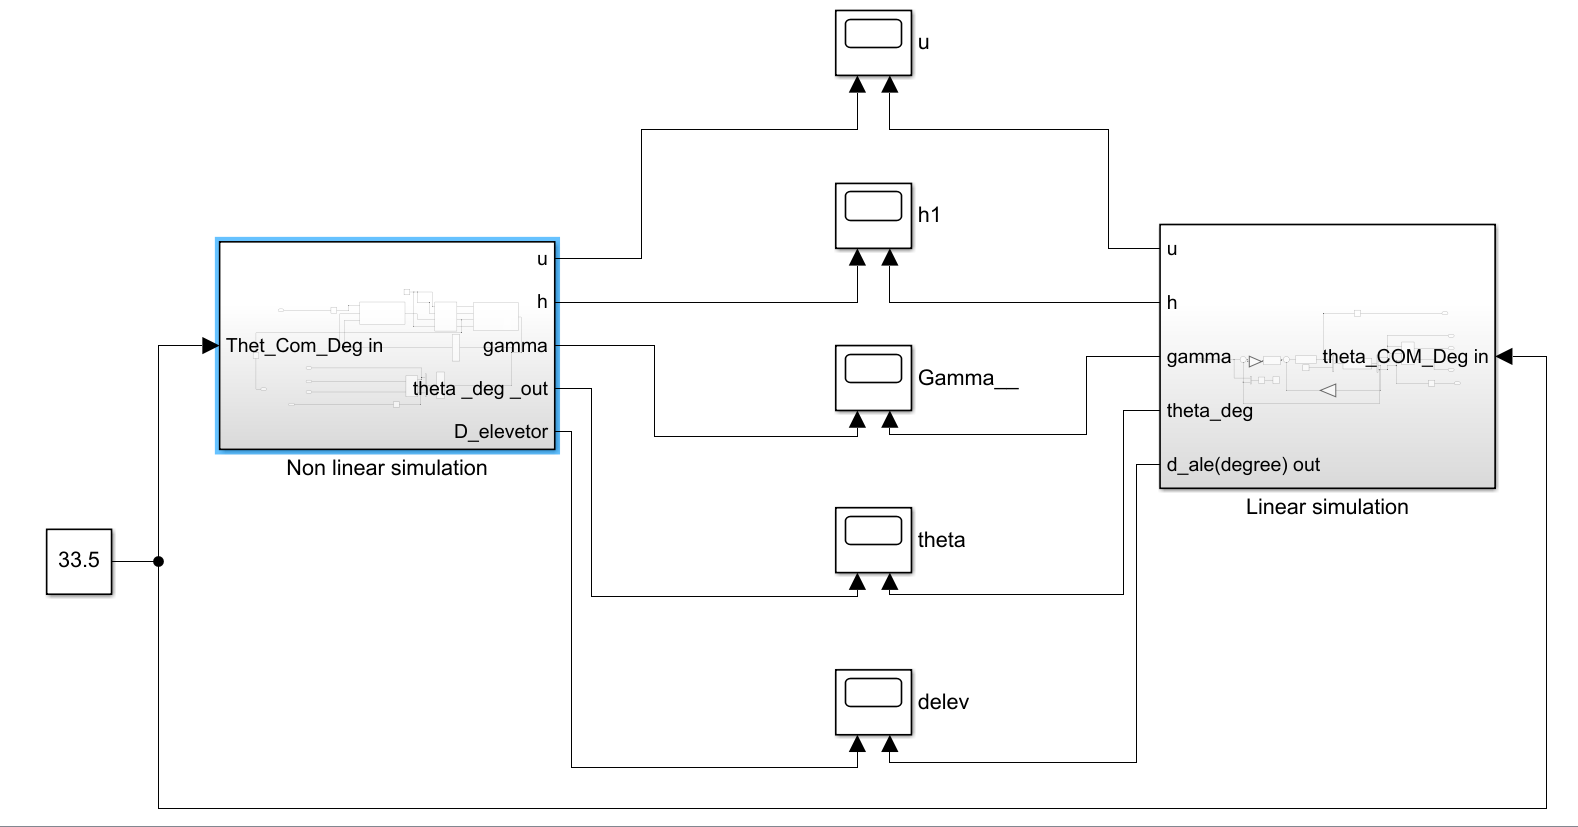 u
h1
u
h
Thet_Com_Deg in
gamma
theta _deg _out
D_elevetor
Non linear simulation
u
h
gamma
theta_COM_Deg in
theta_deg
d_ale(degree) out
Linear simulation
Gamma__
33.5
theta
delev